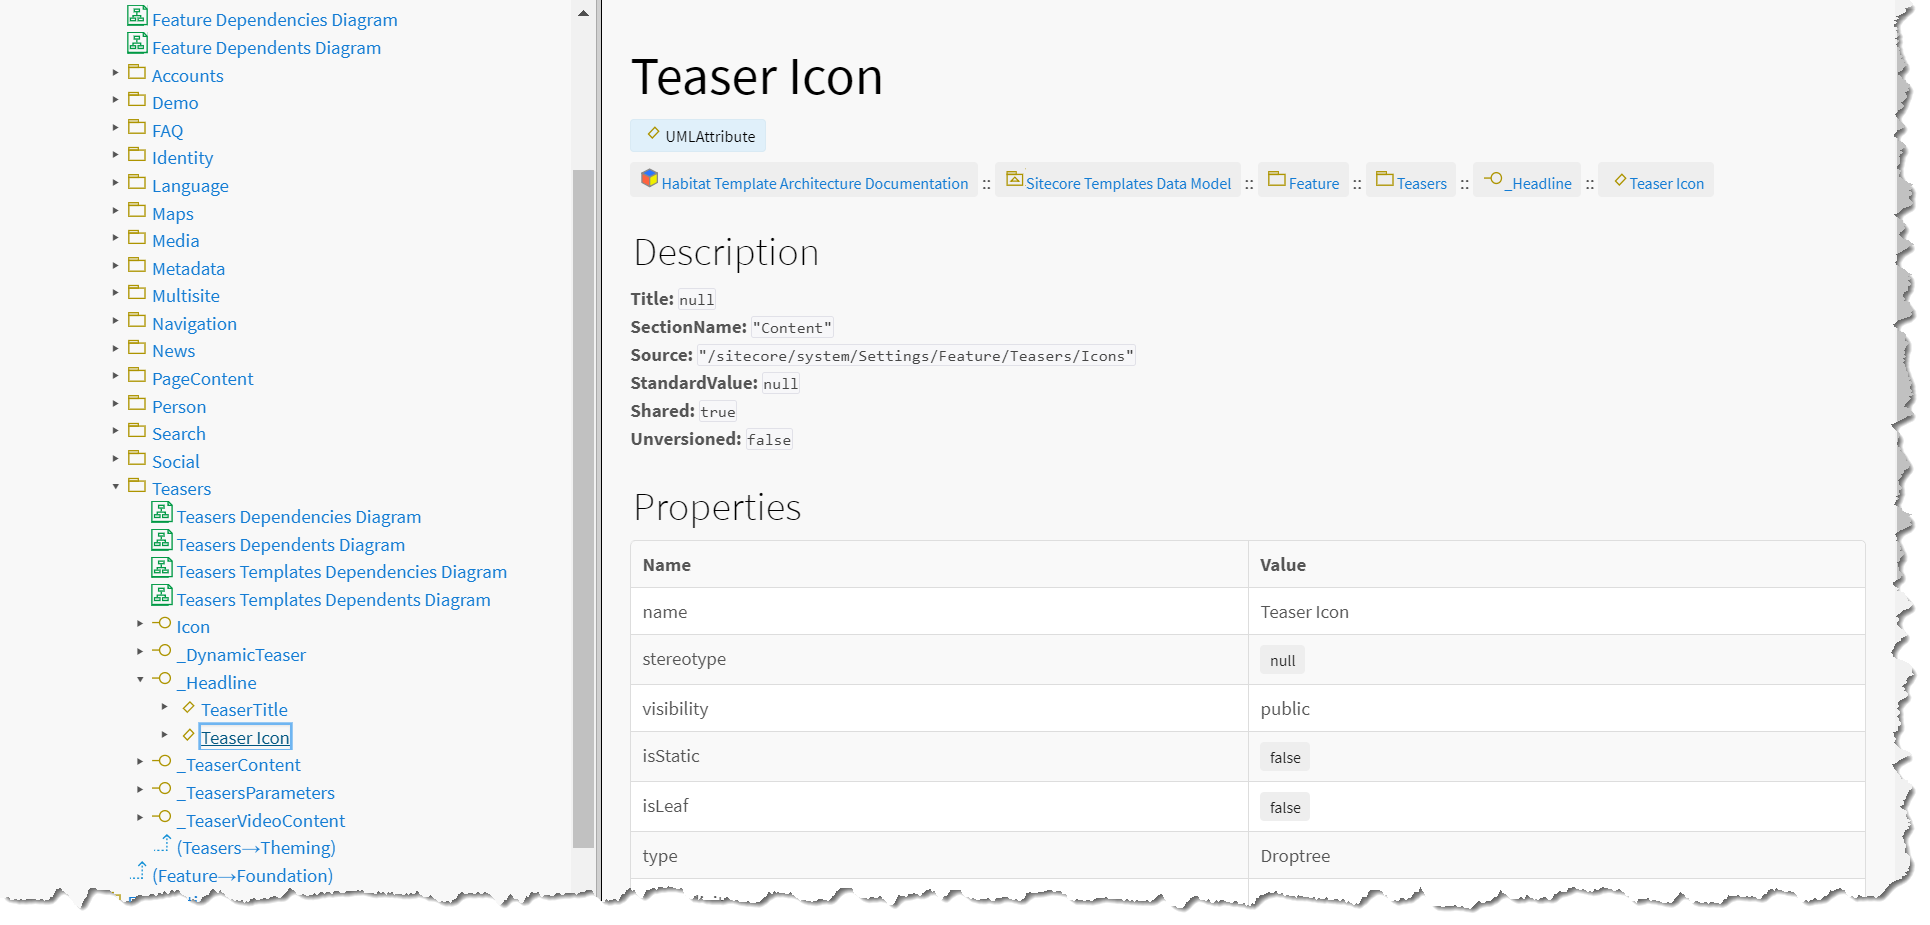 Feature Dependencies Diagram
Feature Dependents Diagram
Accounts
Demo
FAQ
Identity
Language
Maps
Media
Metadata
Multisite
Navigation
News
PageContent
Person
Search
Social
Teasers
Teasers Dependencies Diagram
Teasers Dependents Diagram
Teasers Templates Dependencies Diagram
Teasers Templates Dependents Diagram
Icon
_DynamicTeaser
_Headline
TeaserTitle
Teaser Icon
_TeaserContent
_TeasersParameters
_TeaserVideoContent
(Teasers→Theming)
(Feature→Foundation)
Teaser Icon
UMLAttribute
Habitat Template Architecture Documentation :: Sitecore Templates Data Model :: Feature :: Teasers :: _Headline :: Teaser Icon
Description
Title: null
SectionName: "Content"
Source: "/sitecore/system/Settings/Feature/Teasers/Icons"
StandardValue: null
Shared: true
Unversioned: false
Properties
Name Value
name Teaser Icon
stereotype null
visibility public
isStatic false
isLeaf false
type Droptree